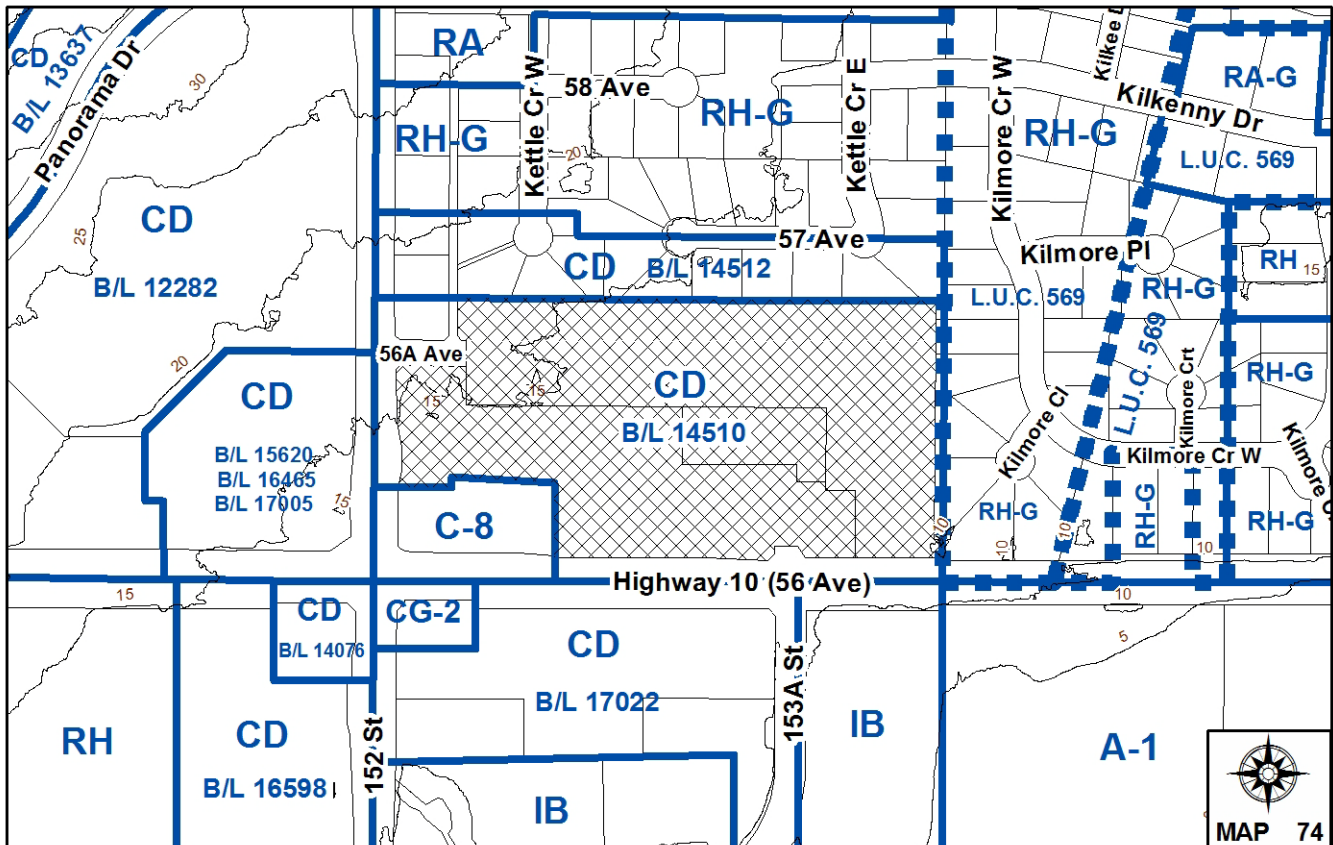 CD
B/L 13637
Panorama Dr
30
RA
Kettle Cr W
58 Ave
RH-G
20
RH-G
Kettle Cr E
Kilmore Cr W
RH-G
Kilkenny Dr
RA-G
L.U.C. 569
CD
25
B/L 12282
57 Ave
CD
B/L 14512
Kilmore Pl
L.U.C. 569
RH-G
RH
15
20
56A Ave
CD
B/L 15620
B/L 16465
B/L 17005
15
15
15
CD
B/L 14510
L.U.C. 569
Kilmore Crt
RH-G
Kilmore Cl
Kilmore Cr W
C-8
RH-G
RH-G
RH-G
10
10
10
10
Highway 10 (56 Ave)
15
CD
B/L 14076
CG-2
CD
B/L 17022
153A St
10
5
RH
CD
B/L 16598
152 St
IB
IB
A-1
MAP 74